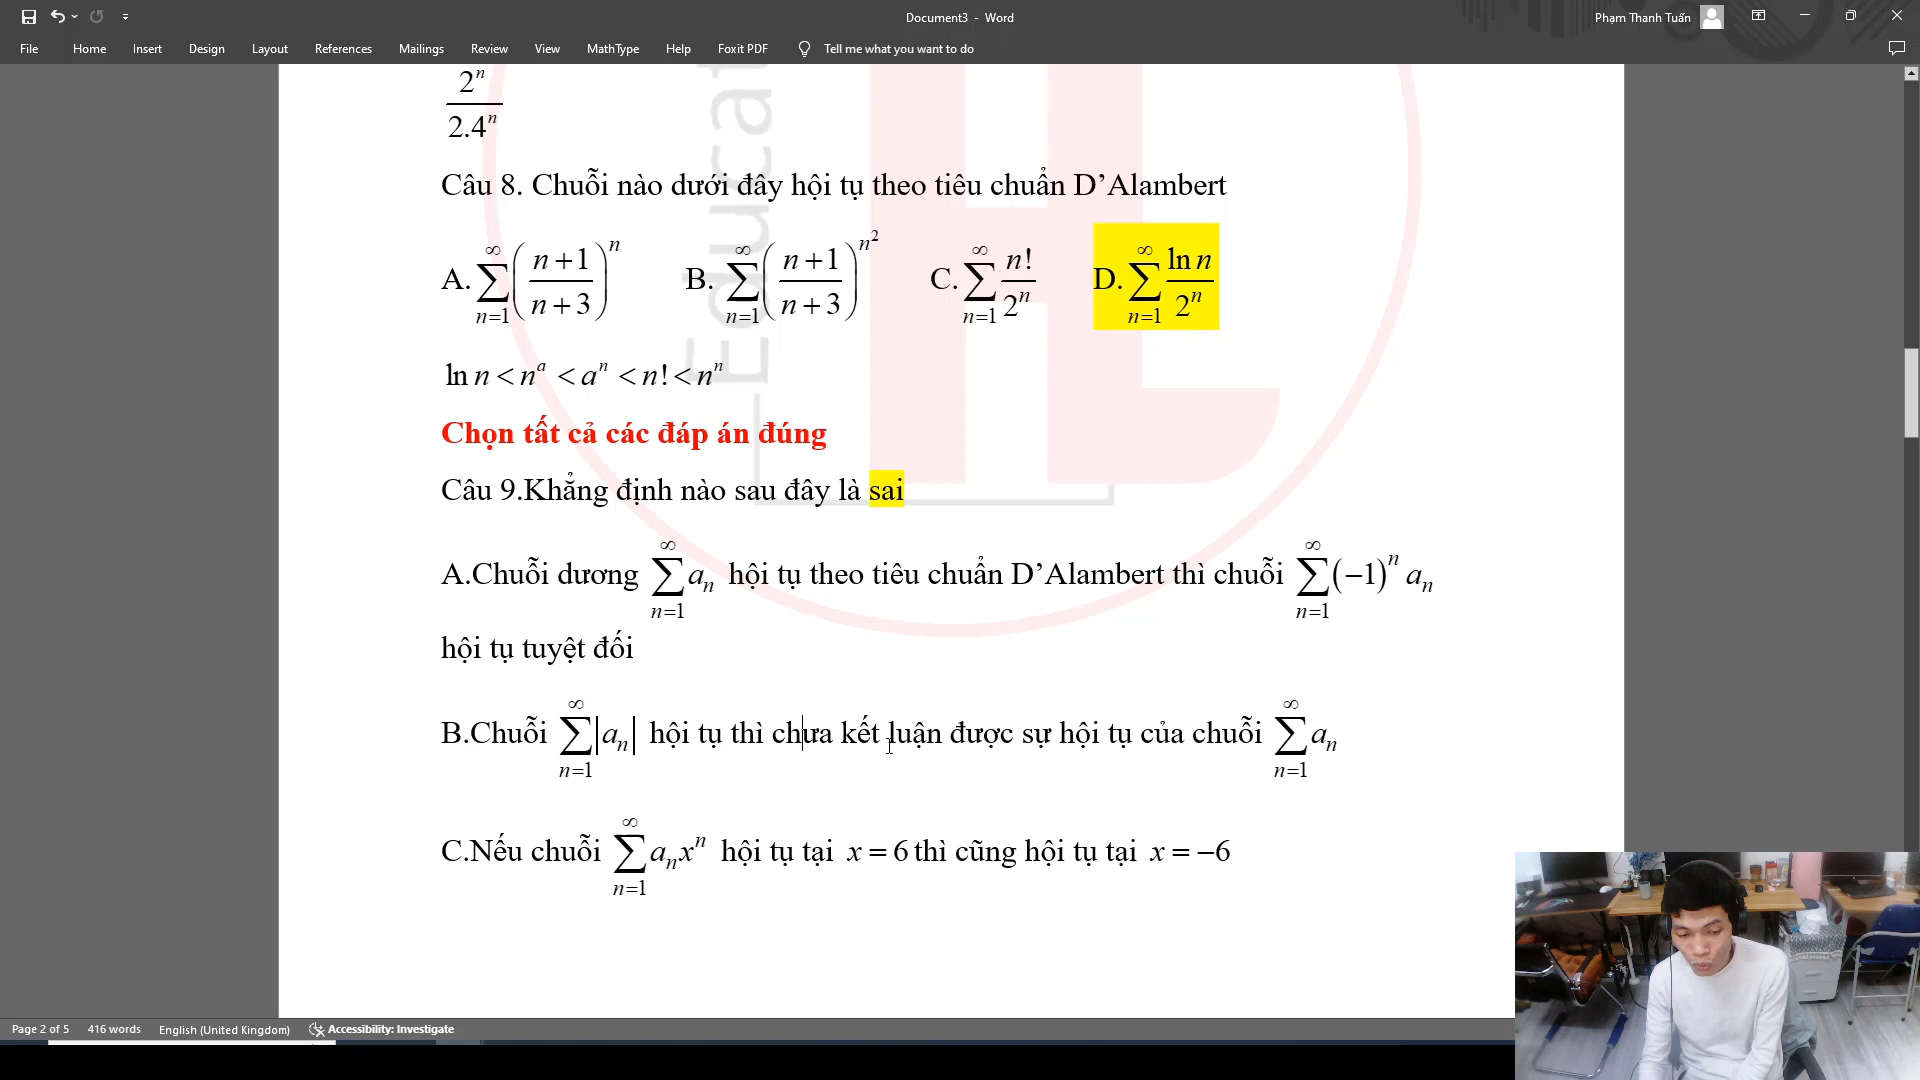 Document3 - Word
Phạm Thanh Tuấn
File Home Insert Design Layout References Mailings Review View MathType Help Foxit PDF Tell me what you want to do
2^n
2.4^n
Câu 8. Chuỗi nào dưới đây hội tụ theo tiêu chuẩn D’Alambert
A. ∑_{n=1}^{∞} ((n+1)/(n+3))^n B. ∑_{n=1}^{∞} ((n+1)/(n+3))^{n^2} C. ∑_{n=1}^{∞} n!/2^n D. ∑_{n=1}^{∞} ln n/2^n
ln n < n^a < a^n < n! < n^n
Chọn tất cả các đáp án đúng
Câu 9.Khẳng định nào sau đây là sai
A.Chuỗi dương ∑_{n=1}^{∞} a_n hội tụ theo tiêu chuẩn D’Alambert thì chuỗi ∑_{n=1}^{∞} (−1)^n a_n
hội tụ tuyệt đối
B.Chuỗi ∑_{n=1}^{∞} |a_n| hội tụ thì chưa kết luận được sự hội tụ của chuỗi ∑_{n=1}^{∞} a_n
C.Nếu chuỗi ∑_{n=1}^{∞} a_n x^n hội tụ tại x = 6 thì cũng hội tụ tại x = −6
Educat
Page 2 of 5 416 words English (United Kingdom) Accessibility: Investigate